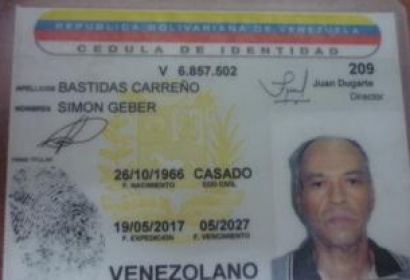 REPUBLICA BOLIVARIANA DE VENEZUELA
CEDULA DE IDENTIDAD
V 6.857.502
209
APELLIDOS BASTIDAS CARREÑO
Juan Dugarte
Director
NOMBRES SIMON GEBER
FIRMA TITULAR
26/10/1966 CASADO
F. NACIMIENTO EDO CIVIL
19/05/2017 05/2027
F. EXPEDICION F. VENCIMIENTO
VENEZOLANO